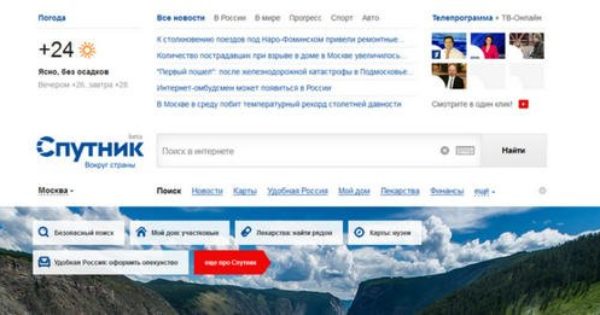 Погода
+24
Ясно, без осадков
Вечером +26, завтра +28
Все новости В России В мире Прогресс Спорт Авто
К столкновению поездов под Наро-Фоминском привели ремонтные...
Количество пострадавших при взрыве в доме в Москве увеличилось...
"Первый пошел": после железнодорожной катастрофы в Подмосковье...
Интернет-омбудсмен может появиться в России
В Москве в среду побит температурный рекорд столетней давности
Телепрограмма • ТВ-Онлайн
Смотрите в один клик!
beta
Спутник
Вокруг страны
Поиск в интернете
Найти
Москва
Поиск Новости Карты Удобная Россия Мой дом Лекарства Финансы ещё
Безопасный поиск
Мой дом: участковые
Лекарства: найти рядом
Карты: музеи
Удобная Россия: оформить опекунство
еще про Спутник